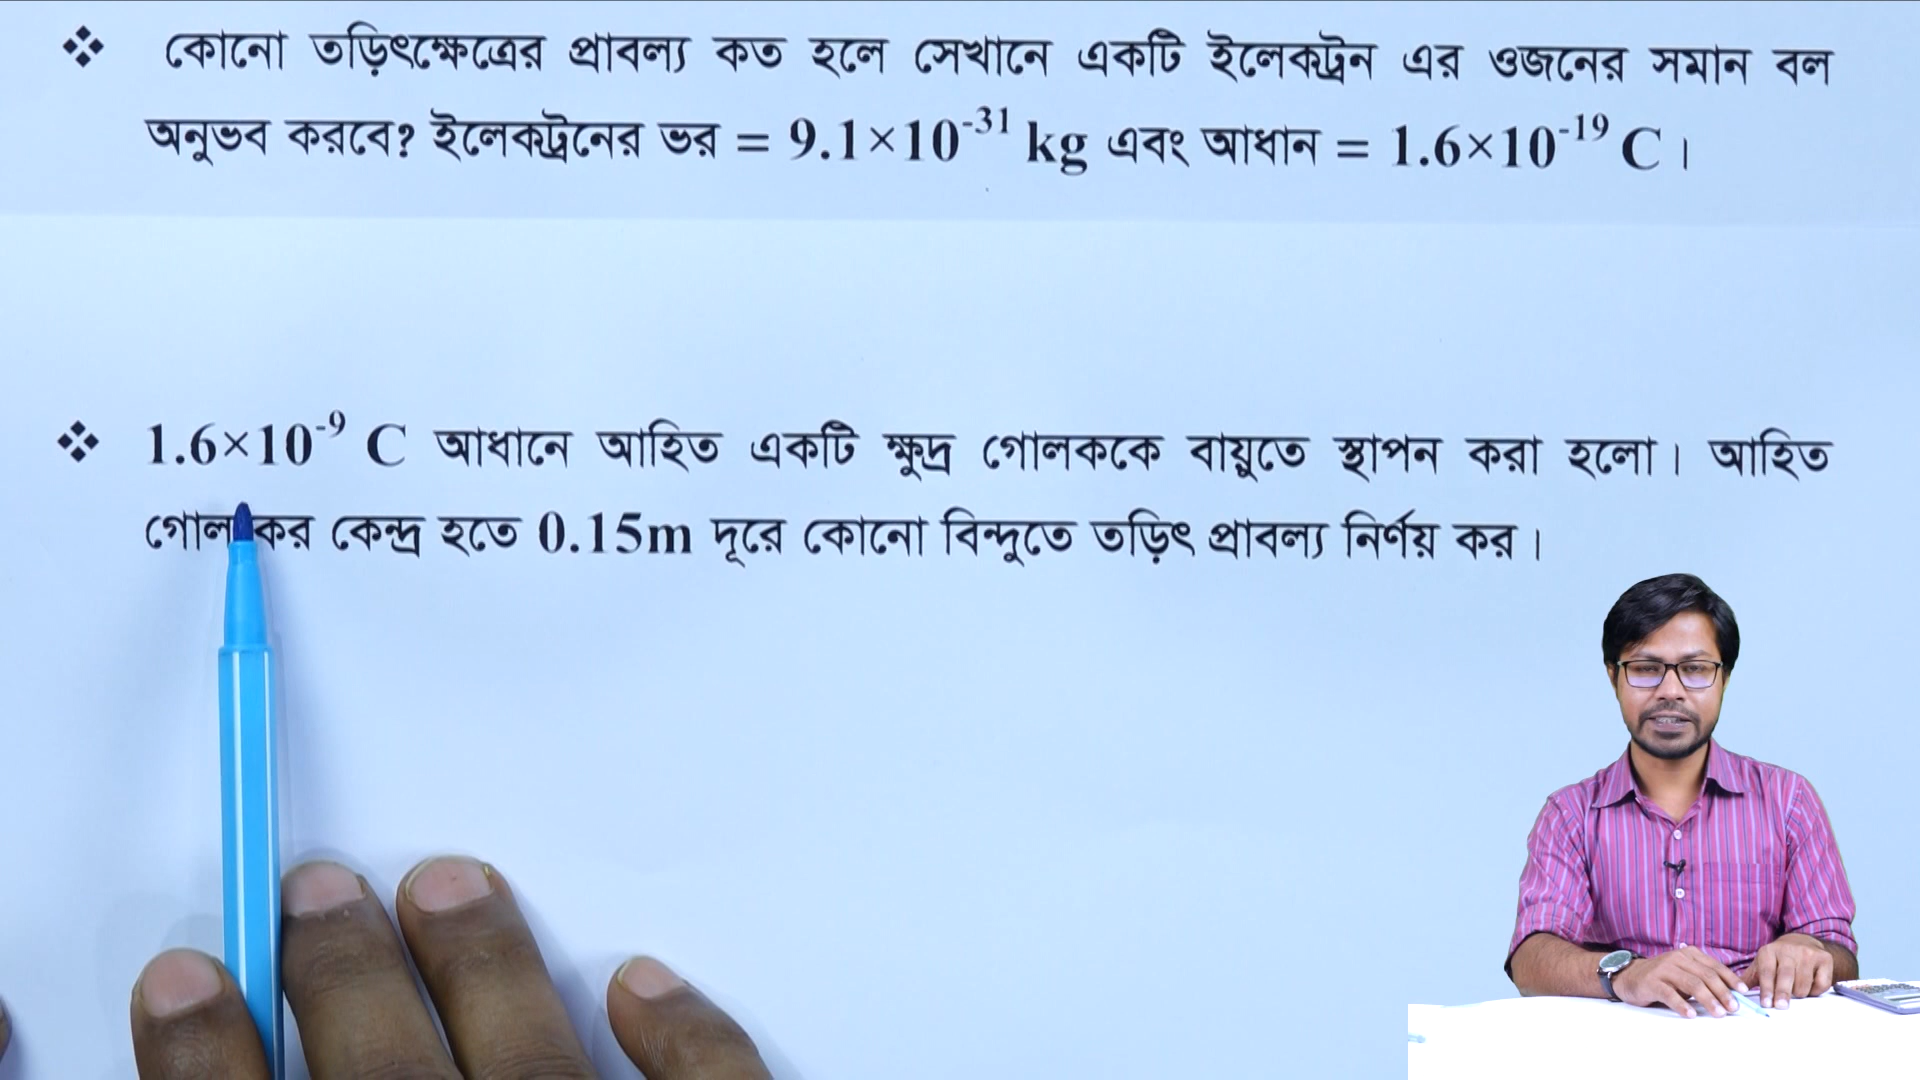 ❖ কোনো তড়িৎক্ষেত্রের প্রাবল্য কত হলে সেখানে একটি ইলেকট্রন এর ওজনের সমান বল
অনুভব করবে? ইলেকট্রনের ভর = 9.1×10⁻³¹ kg এবং আধান = 1.6×10⁻¹⁹ C।
❖ 1.6×10⁻⁹ C আধানে আহিত একটি ক্ষুদ্র গোলককে বায়ুতে স্থাপন করা হলো। আহিত
কেন্দ্র হতে 0.15m দূরে কোনো বিন্দুতে তড়িৎ প্রাবল্য নির্ণয় কর।